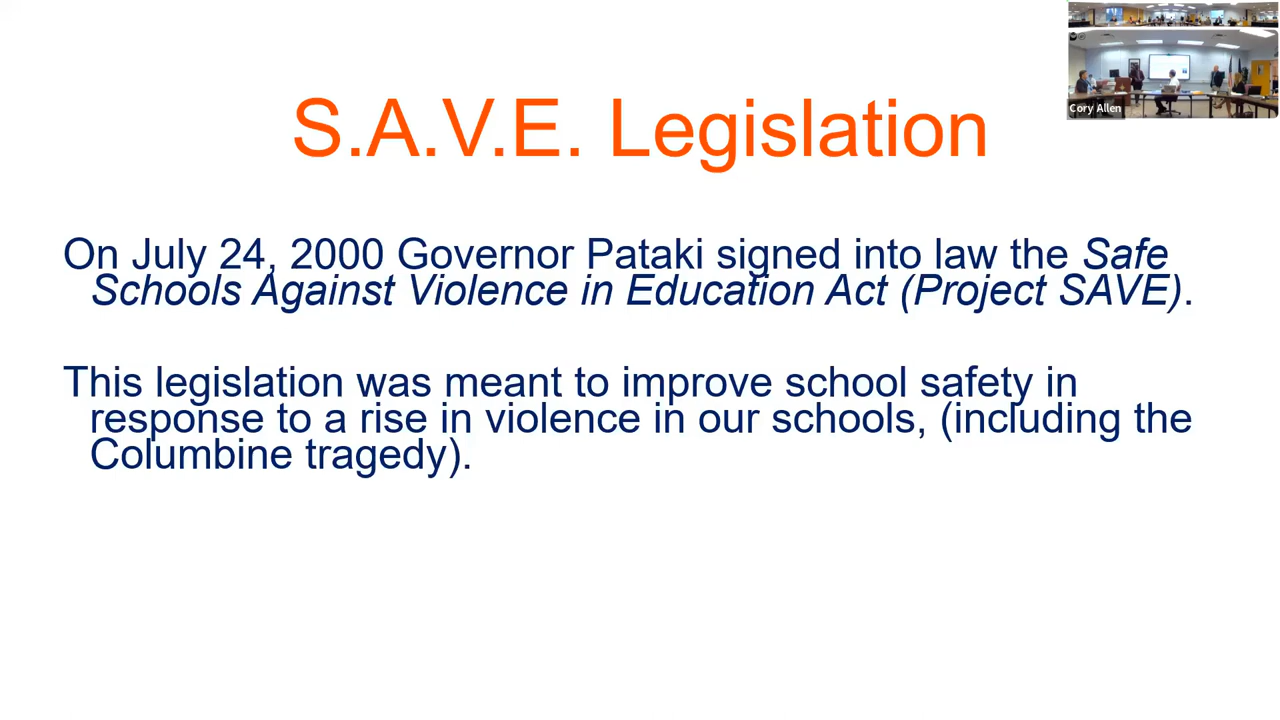 S.A.V.E. Legislation
On July 24, 2000 Governor Pataki signed into law the Safe
Schools Against Violence in Education Act (Project SAVE).
This legislation was meant to improve school safety in
response to a rise in violence in our schools, (including the
Columbine tragedy).
Cory Allen